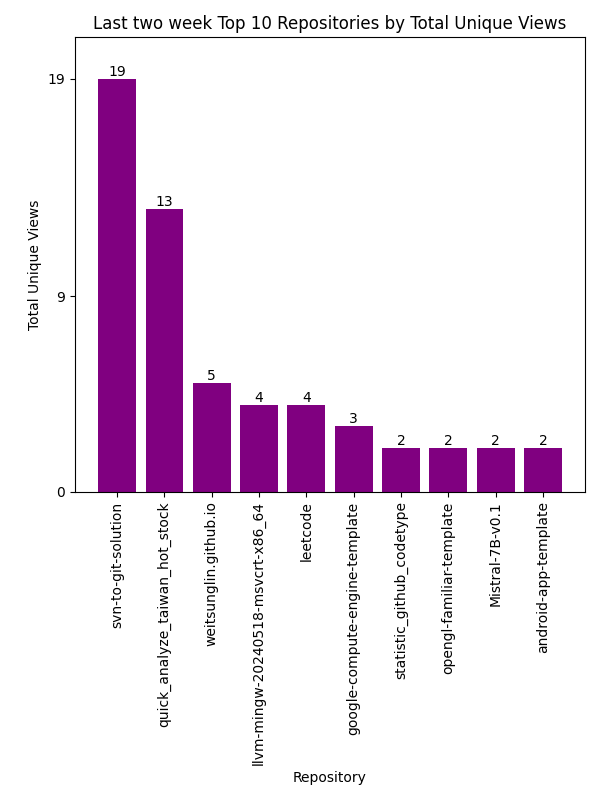 Last two week Top 10 Repositories by Total Unique Views
Total Unique Views
19
9
0
19
13
5
4
4
3
2
2
2
2
svn-to-git-solution
quick_analyze_taiwan_hot_stock
weitsunglin.github.io
llvm-mingw-20240518-msvcrt-x86_64
leetcode
google-compute-engine-template
statistic_github_codetype
opengl-familiar-template
Mistral-7B-v0.1
android-app-template
Repository